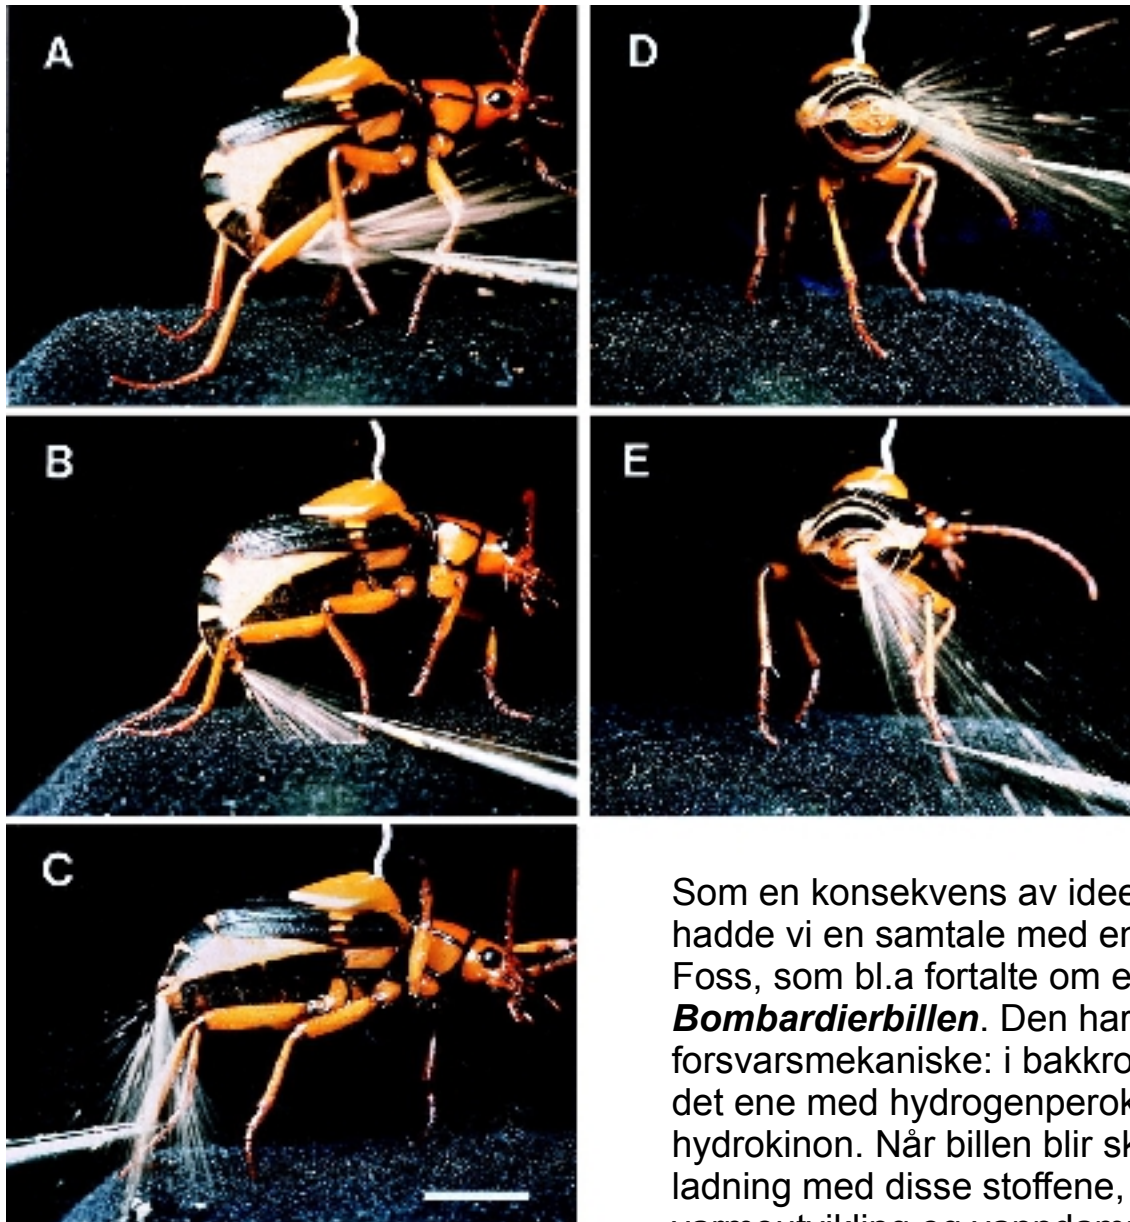 A
D
B
E
C
Som en konsekvens av idee
hadde vi en samtale med en
Foss, som bl.a fortalte om e
Bombardierbillen. Den har
forsvarsmekaniske: i bakkro
det ene med hydrogenperok
hydrokinon. Når billen blir sk
ladning med disse stoffene,